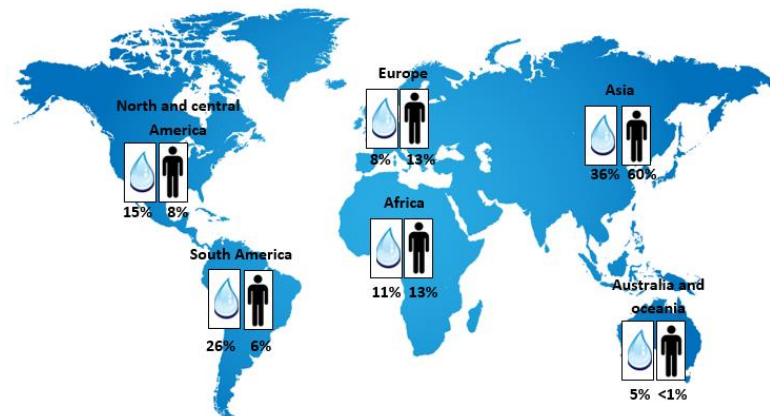 Europe
8% 13%
Asia
36% 60%
North and central
America
15% 8%
Africa
11% 13%
South America
26% 6%
Australia and
oceania
5% <1%